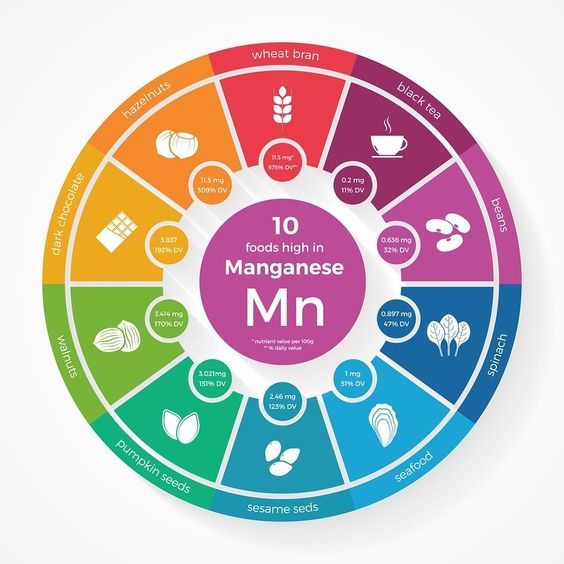 10
foods high in
Manganese
Mn
* nutrient value per 100g
** % daily value
wheat bran
11.5 mg*
575% DV**
black tea
0.2 mg
11% DV
beans
0.636 mg
32% DV
spinach
0.897 mg
47% DV
seafood
1 mg
51% DV
sesame seds
2.46 mg
123% DV
pumpkin seeds
3.021mg
151% DV
walnuts
3.414 mg
170% DV
dark chocolate
3.837
192% DV
hazelnuts
11.5 mg
309% DV